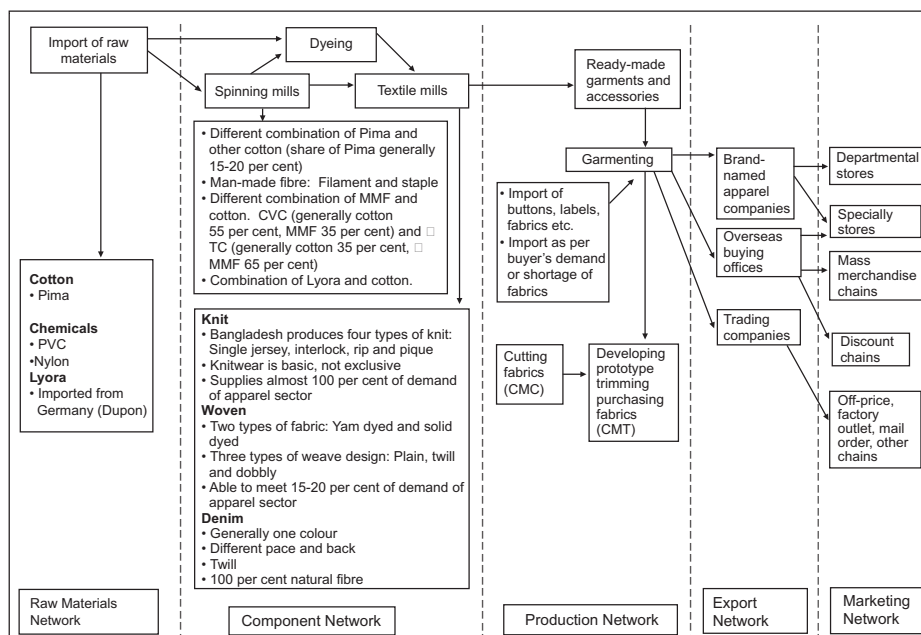 Import of raw
materials
Dyeing
Spinning mills
Textile mills
Ready-made
garments and
accessories
Garmenting
Brand-
named
apparel
companies
Departmental
stores
Specially
stores
Overseas
buying
offices
Mass
merchandise
chains
Trading
companies
Discount
chains
Off-price,
factory
outlet, mail
order, other
chains
• Different combination of Pima and
other cotton (share of Pima generally
15-20 per cent)
• Man-made fibre: Filament and staple
• Different combination of MMF and
cotton. CVC (generally cotton
55 per cent, MMF 35 per cent) and □
TC (generally cotton 35 per cent, □
MMF 65 per cent)
• Combination of Lyora and cotton.
• Import of
buttons, labels,
fabrics etc.
• Import as per
buyer's demand
or shortage of
fabrics
Cotton
• Pima
Chemicals
• PVC
•Nylon
Lyora
• Imported from
Germany (Dupon)
Knit
• Bangladesh produces four types of knit:
Single jersey, interlock, rip and pique
• Knitwear is basic, not exclusive
• Supplies almost 100 per cent of demand
of apparel sector
Woven
• Two types of fabric: Yam dyed and solid
dyed
• Three types of weave design: Plain, twill
and dobbly
• Able to meet 15-20 per cent of demand of
apparel sector
Denim
• Generally one colour
• Different pace and back
• Twill
• 100 per cent natural fibre
Cutting
fabrics
(CMC)
Developing
prototype
trimming
purchasing
fabrics
(CMT)
Raw Materials
Network
Component Network
Production Network
Export
Network
Marketing
Network